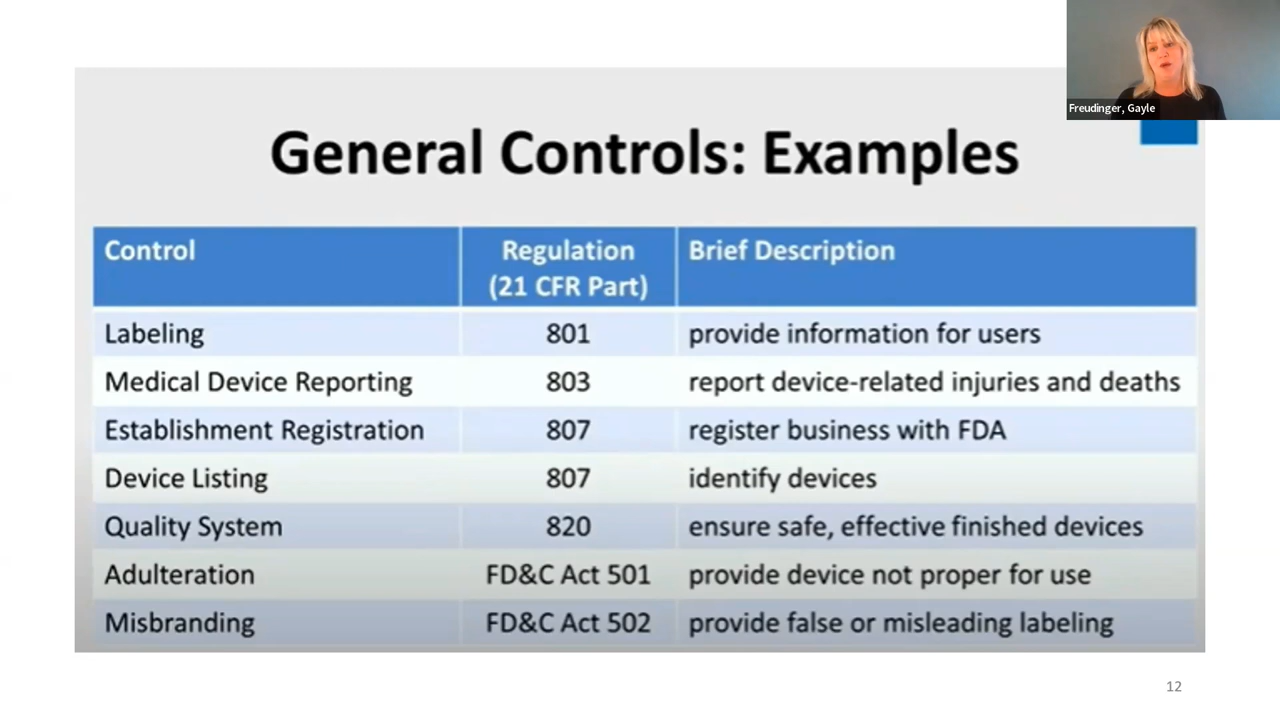 Freudinger, Gayle
General Controls: Examples
Control Regulation (21 CFR Part) Brief Description
Labeling 801 provide information for users
Medical Device Reporting 803 report device-related injuries and deaths
Establishment Registration 807 register business with FDA
Device Listing 807 identify devices
Quality System 820 ensure safe, effective finished devices
Adulteration FD&C Act 501 provide device not proper for use
Misbranding FD&C Act 502 provide false or misleading labeling
12